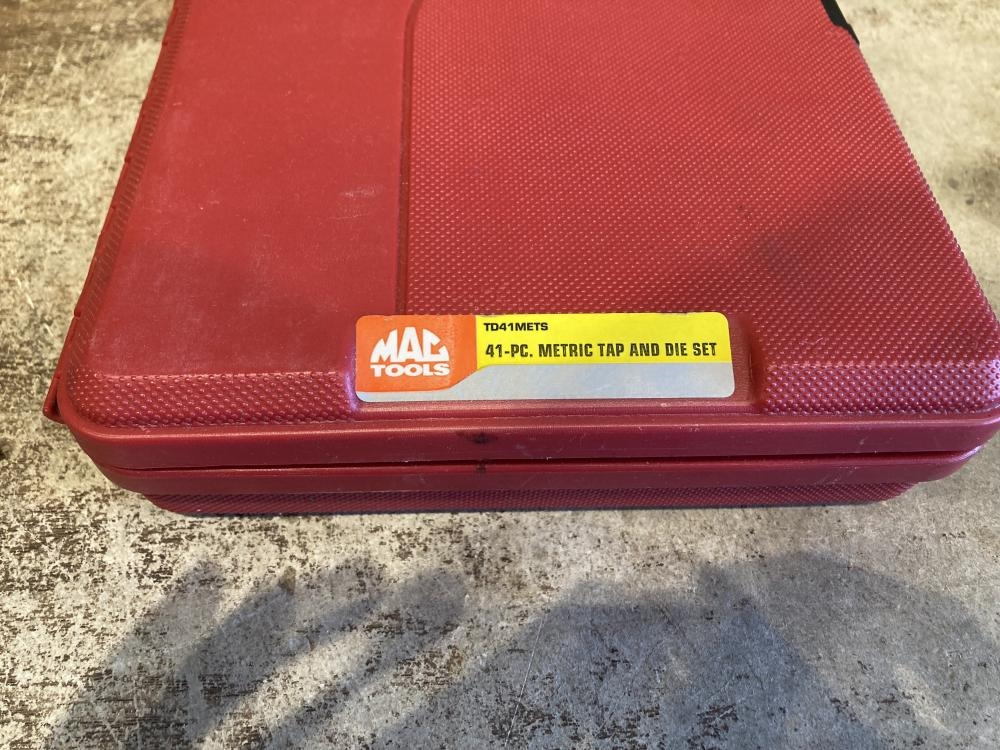 MAC
TOOLS
TD41METS
41-PC. METRIC TAP AND DIE SET